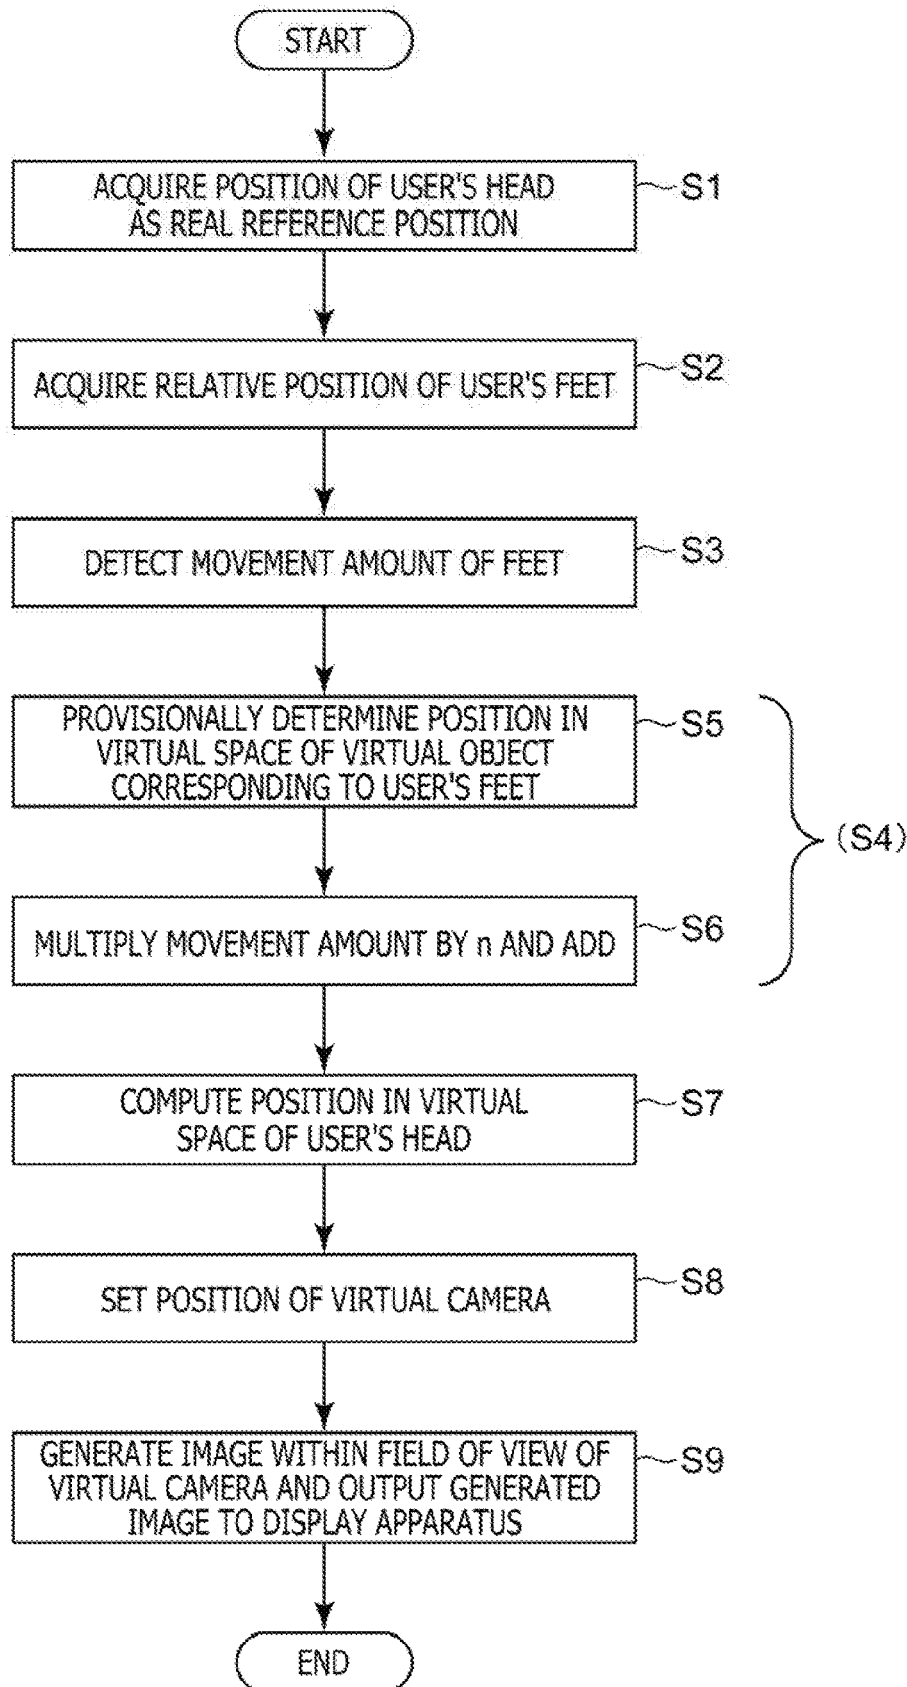 START
ACQUIRE POSITION OF USER'S HEAD
AS REAL REFERENCE POSITION
S1
ACQUIRE RELATIVE POSITION OF USER'S FEET
S2
DETECT MOVEMENT AMOUNT OF FEET
S3
PROVISIONALLY DETERMINE POSITION IN
VIRTUAL SPACE OF VIRTUAL OBJECT
CORRESPONDING TO USER'S FEET
S5
(S4)
MULTIPLY MOVEMENT AMOUNT BY n AND ADD
S6
COMPUTE POSITION IN VIRTUAL
SPACE OF USER'S HEAD
S7
SET POSITION OF VIRTUAL CAMERA
S8
GENERATE IMAGE WITHIN FIELD OF VIEW OF
VIRTUAL CAMERA AND OUTPUT GENERATED
IMAGE TO DISPLAY APPARATUS
S9
END